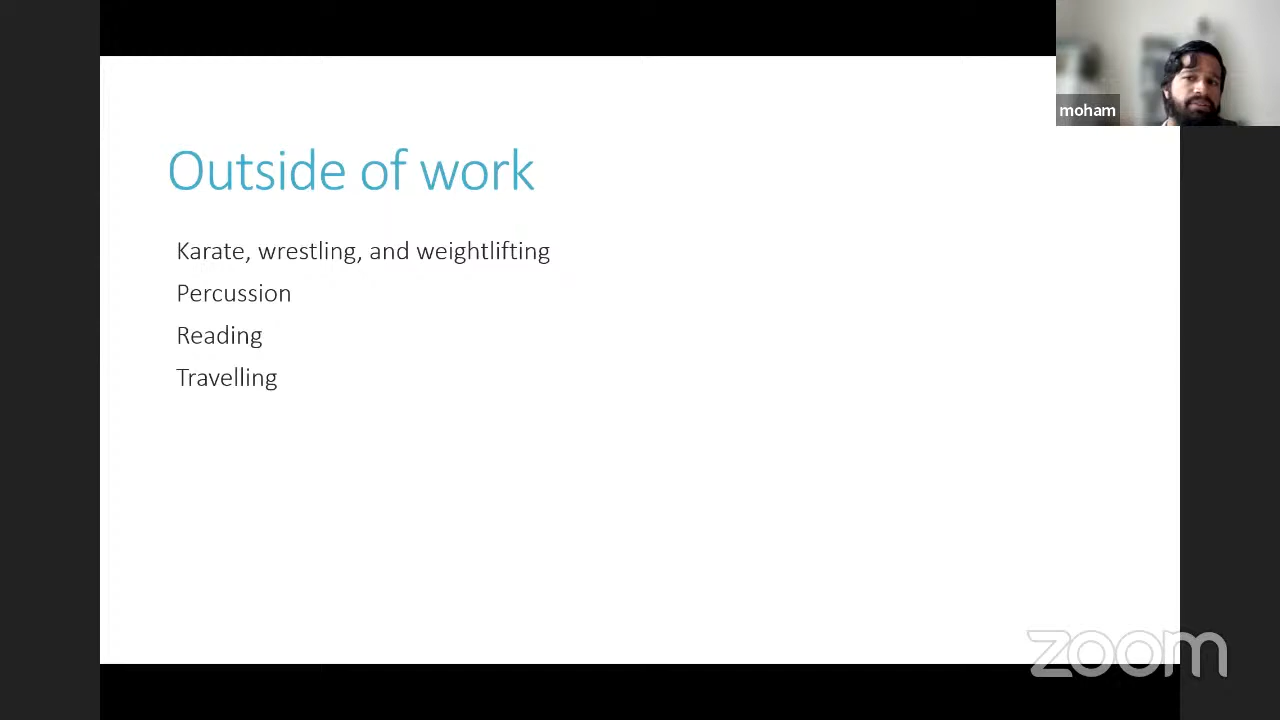 moham
Outside of work
Karate, wrestling, and weightlifting
Percussion
Reading
Travelling
zoom